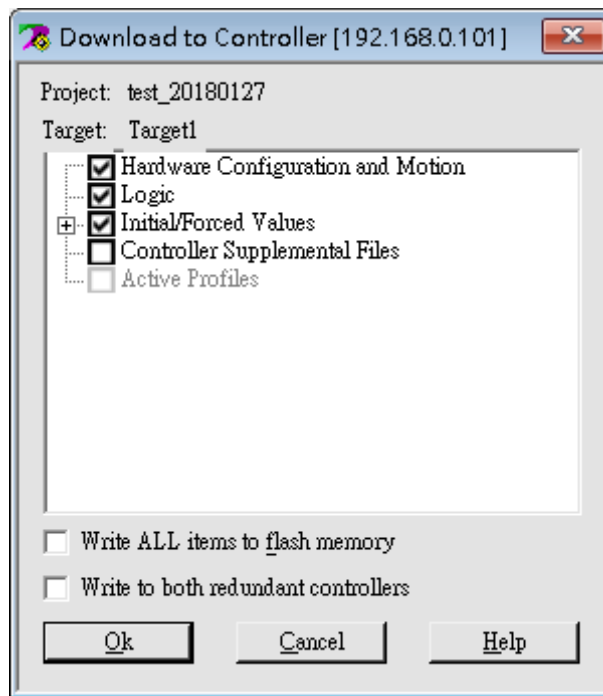 Download to Controller [192.168.0.101]
Project: test_20180127
Target: Target1
Hardware Configuration and Motion
Logic
Initial/Forced Values
Controller Supplemental Files
Active Profiles
Write ALL items to flash memory
Write to both redundant controllers
Ok Cancel Help